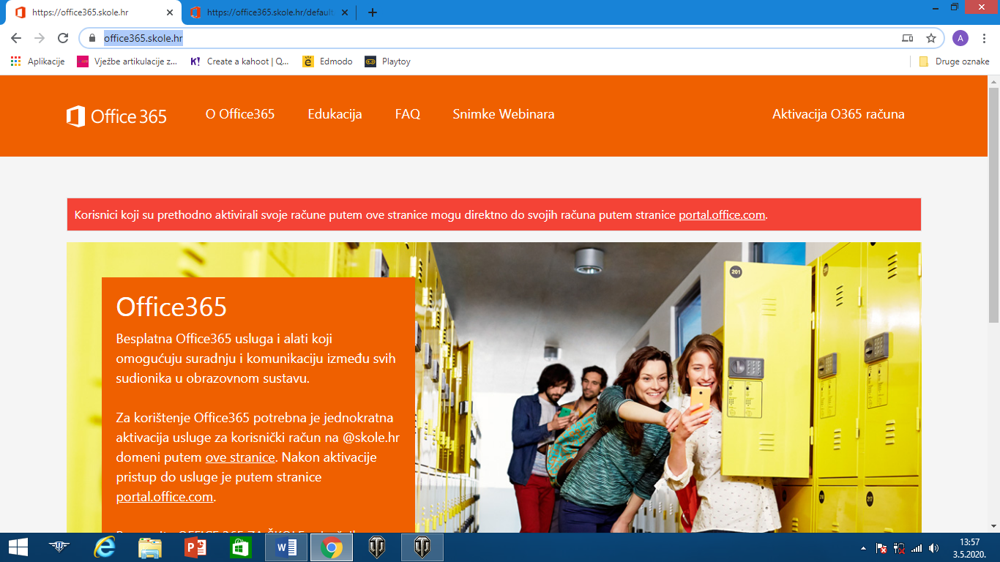 https://office365.skole.hr
https://office365.skole.hr/default
office365.skole.hr
A
Aplikacije
Vježbe artikulacije z...
Create a kahoot | Q...
Edmodo
Playtoy
Druge oznake
Office 365
O Office365
Edukacija
FAQ
Snimke Webinara
Aktivacija O365 računa
Korisnici koji su prethodno aktivirali svoje račune putem ove stranice mogu direktno do svojih računa putem stranice portal.office.com.
Office365
Besplatna Office365 usluga i alati koji
omogućuju suradnju i komunikaciju između svih
sudionika u obrazovnom sustavu.
Za korištenje Office365 potrebna je jednokratna
aktivacija usluge za korisnički račun na @skole.hr
domeni putem ove stranice. Nakon aktivacije
pristup do usluge je putem stranice
portal.office.com.
OFFICE 365 ZA ŠKOLE
201
217
13:57
3.5.2020.